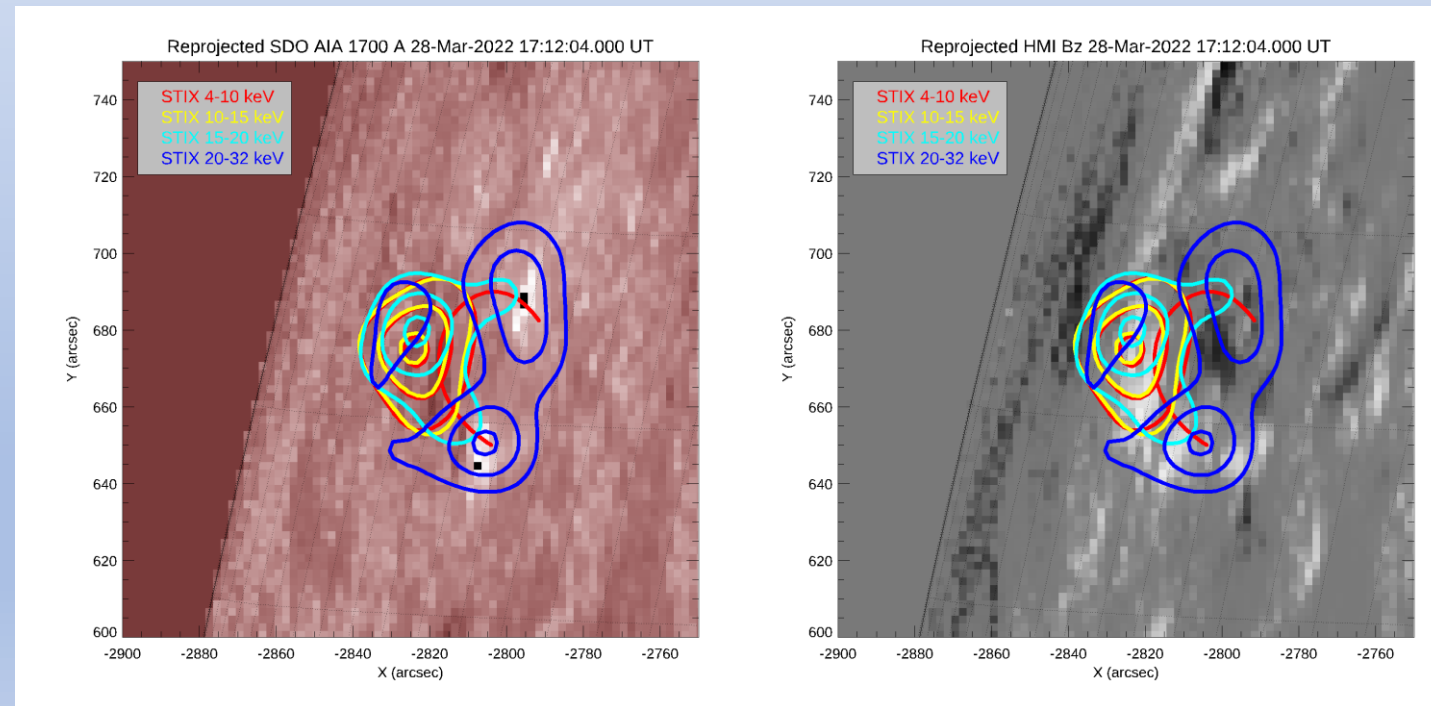 Reprojected SDO AIA 1700 A 28-Mar-2022 17:12:04.000 UT
STIX 4-10 keV
STIX 10-15 keV
STIX 15-20 keV
STIX 20-32 keV
740
720
700
680
660
640
620
600
Y (arcsec)
-2900 -2880 -2860 -2840 -2820 -2800 -2780 -2760
X (arcsec)
Reprojected HMI Bz 28-Mar-2022 17:12:04.000 UT
STIX 4-10 keV
STIX 10-15 keV
STIX 15-20 keV
STIX 20-32 keV
740
720
700
680
660
640
620
600
Y (arcsec)
-2900 -2880 -2860 -2840 -2820 -2800 -2780 -2760
X (arcsec)